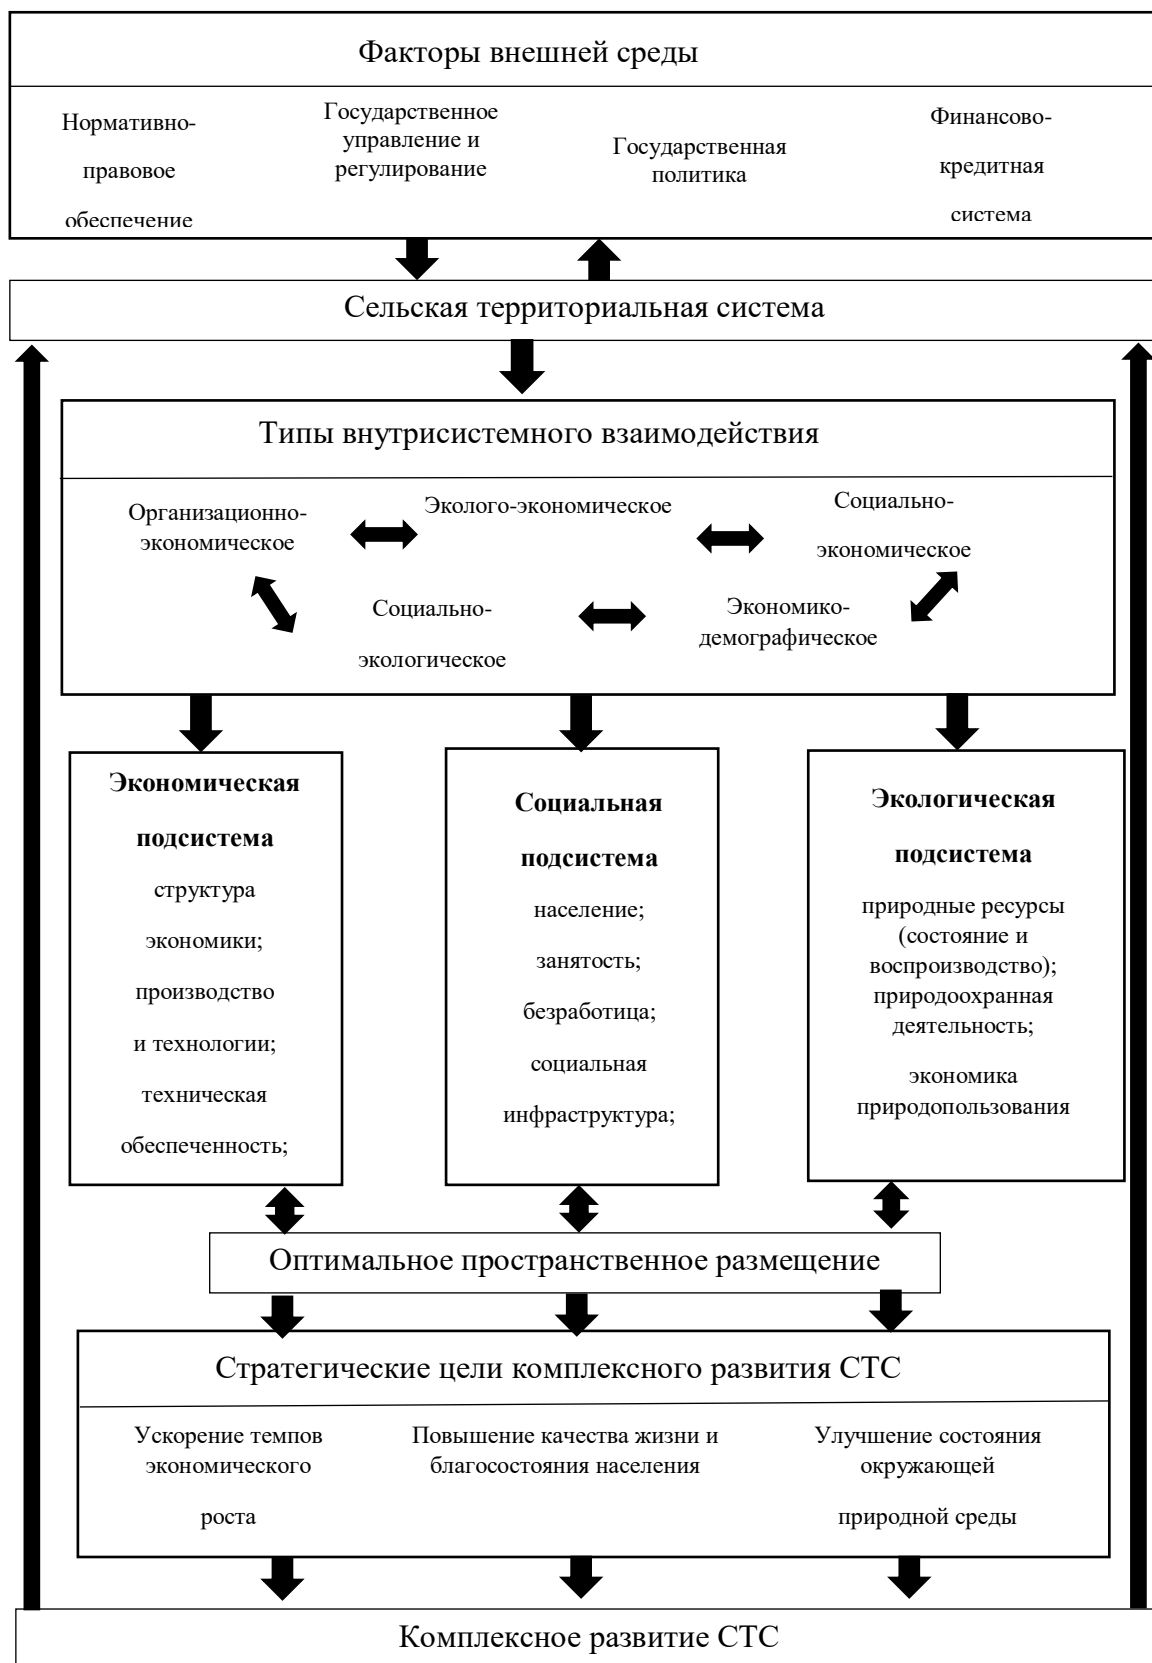 Факторы внешней среды
Нормативно-
правовое
обеспечение
Государственное
управление и
регулирование
Государственная
политика
Финансово-
кредитная
система
Сельская территориальная система
Типы внутрисистемного взаимодействия
Организационно-
экономическое
Эколого-экономическое
Социально-
экономическое
Социально-
экологическое
Экономико-
демографическое
Экономическая
подсистема
структура
экономики;
производство
и технологии;
техническая
обеспеченность;
Социальная
подсистема
население;
занятость;
безработица;
социальная
инфраструктура;
Экологическая
подсистема
природные ресурсы
(состояние и
воспроизводство);
природоохранная
деятельность;
экономика
природопользования
Оптимальное пространственное размещение
Стратегические цели комплексного развития СТС
Ускорение темпов
экономического
роста
Повышение качества жизни и
благосостояния населения
Улучшение состояния
окружающей
природной среды
Комплексное развитие СТС